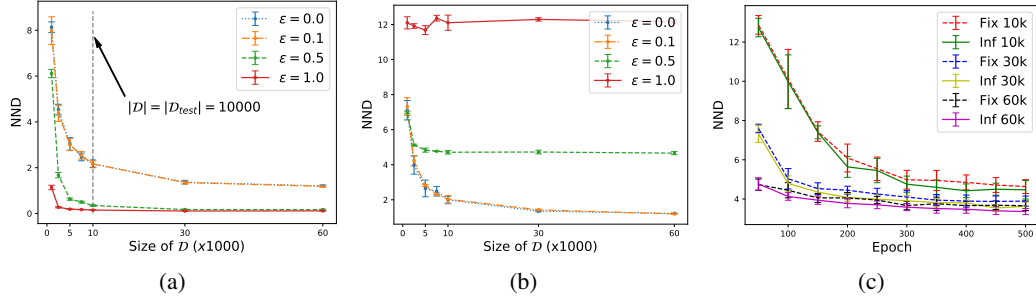 8
6
4
2
0
NND
ε = 0.0
ε = 0.1
ε = 0.5
ε = 1.0
|𝒟| = |𝒟test| = 10000
0 5 10 30 60
Size of 𝒟 (x1000)
(a)
12
10
8
6
4
2
NND
ε = 0.0
ε = 0.1
ε = 0.5
ε = 1.0
0 5 10 30 60
Size of 𝒟 (x1000)
(b)
12
10
8
6
4
NND
Fix 10k
Inf 10k
Fix 30k
Inf 30k
Fix 60k
Inf 60k
100 200 300 400 500
Epoch
(c)